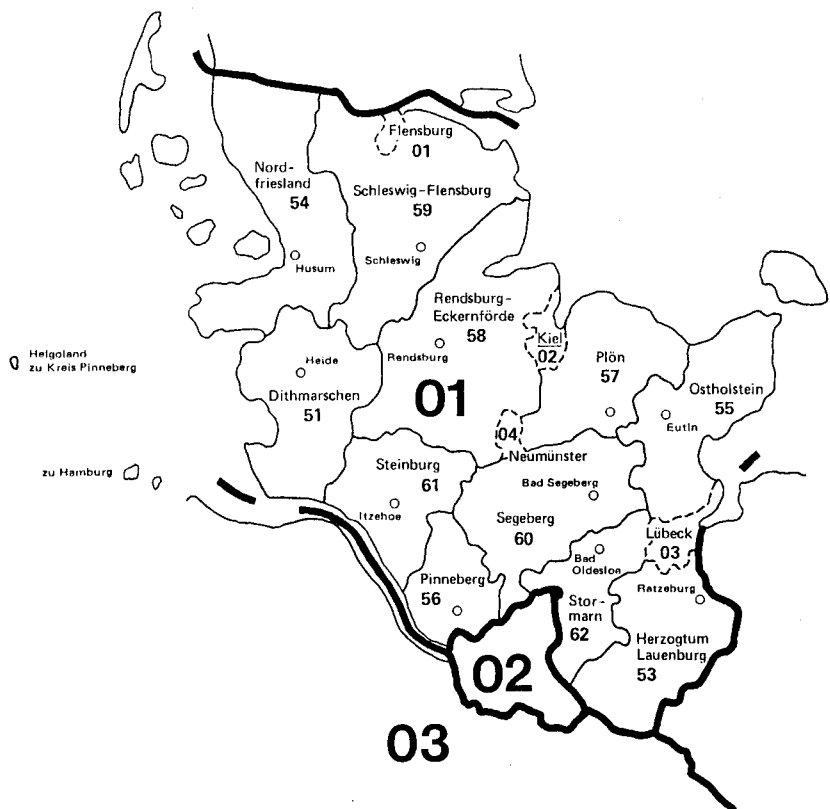 Flensburg
01
Nord-
friesland
54
Schleswig-Flensburg
59
Husum
Schleswig
Rendsburg-
Eckernförde
58
Kiel
02
Helgoland
zu Kreis Pinneberg
Heide
Rendsburg
Plön
57
Dithmarschen
51
01
Ostholstein
55
Eutin
04
Neumünster
zu Hamburg
Steinburg
61
Bad Segeberg
Itzehoe
Segeberg
60
Lübeck
03
Bad
Oldesloe
Pinneberg
56
Ratzeburg
Stor-
marn
62
Herzogtum
Lauenburg
53
02
03